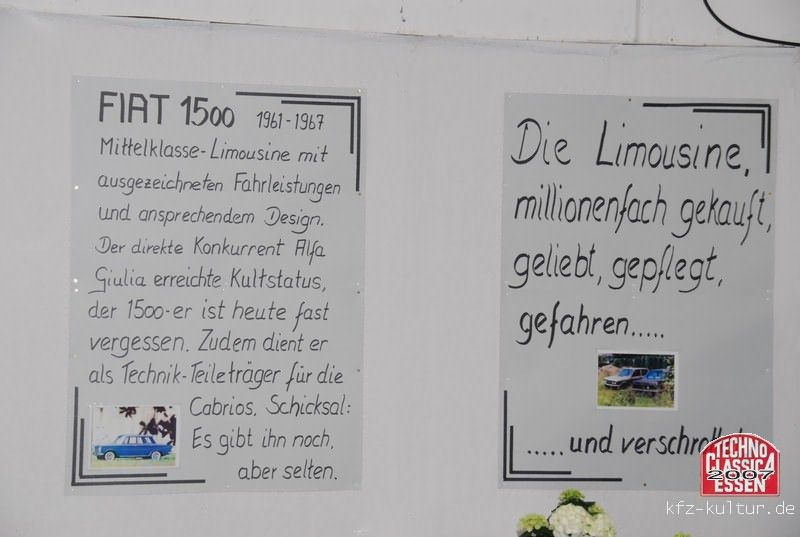 FIAT 1500 1961-1967
Mittelklasse-Limousine mit
ausgezeichneten Fahrleistungen
und ansprechendem Design.
Der direkte Konkurrent Alfa
Giulia erreichte Kultstatus,
der 1500-er ist heute fast
vergessen. Zudem dient er
als Technik-Teileträger für die
Cabrios. Schicksal:
Es gibt ihn noch,
aber selten.
Die Limousine,
millionenfach gekauft,
geliebt, gepflegt,
gefahren.....
.....und
TECHNO
CLASSICA
2007
ESSEN
kfz-kultur.de